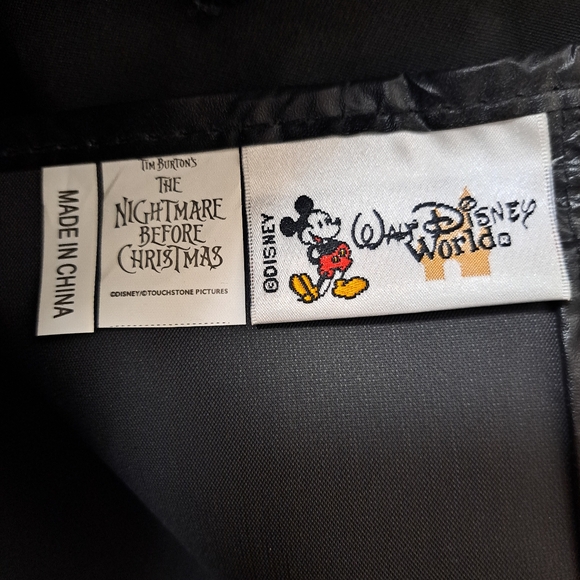 MADE IN CHINA
TIM BURTON'S
THE
NIGHTMARE
BEFORE
CHRISTMAS
©DISNEY/©TOUCHSTONE PICTURES
©DISNEY
WALT DISNEY
World®